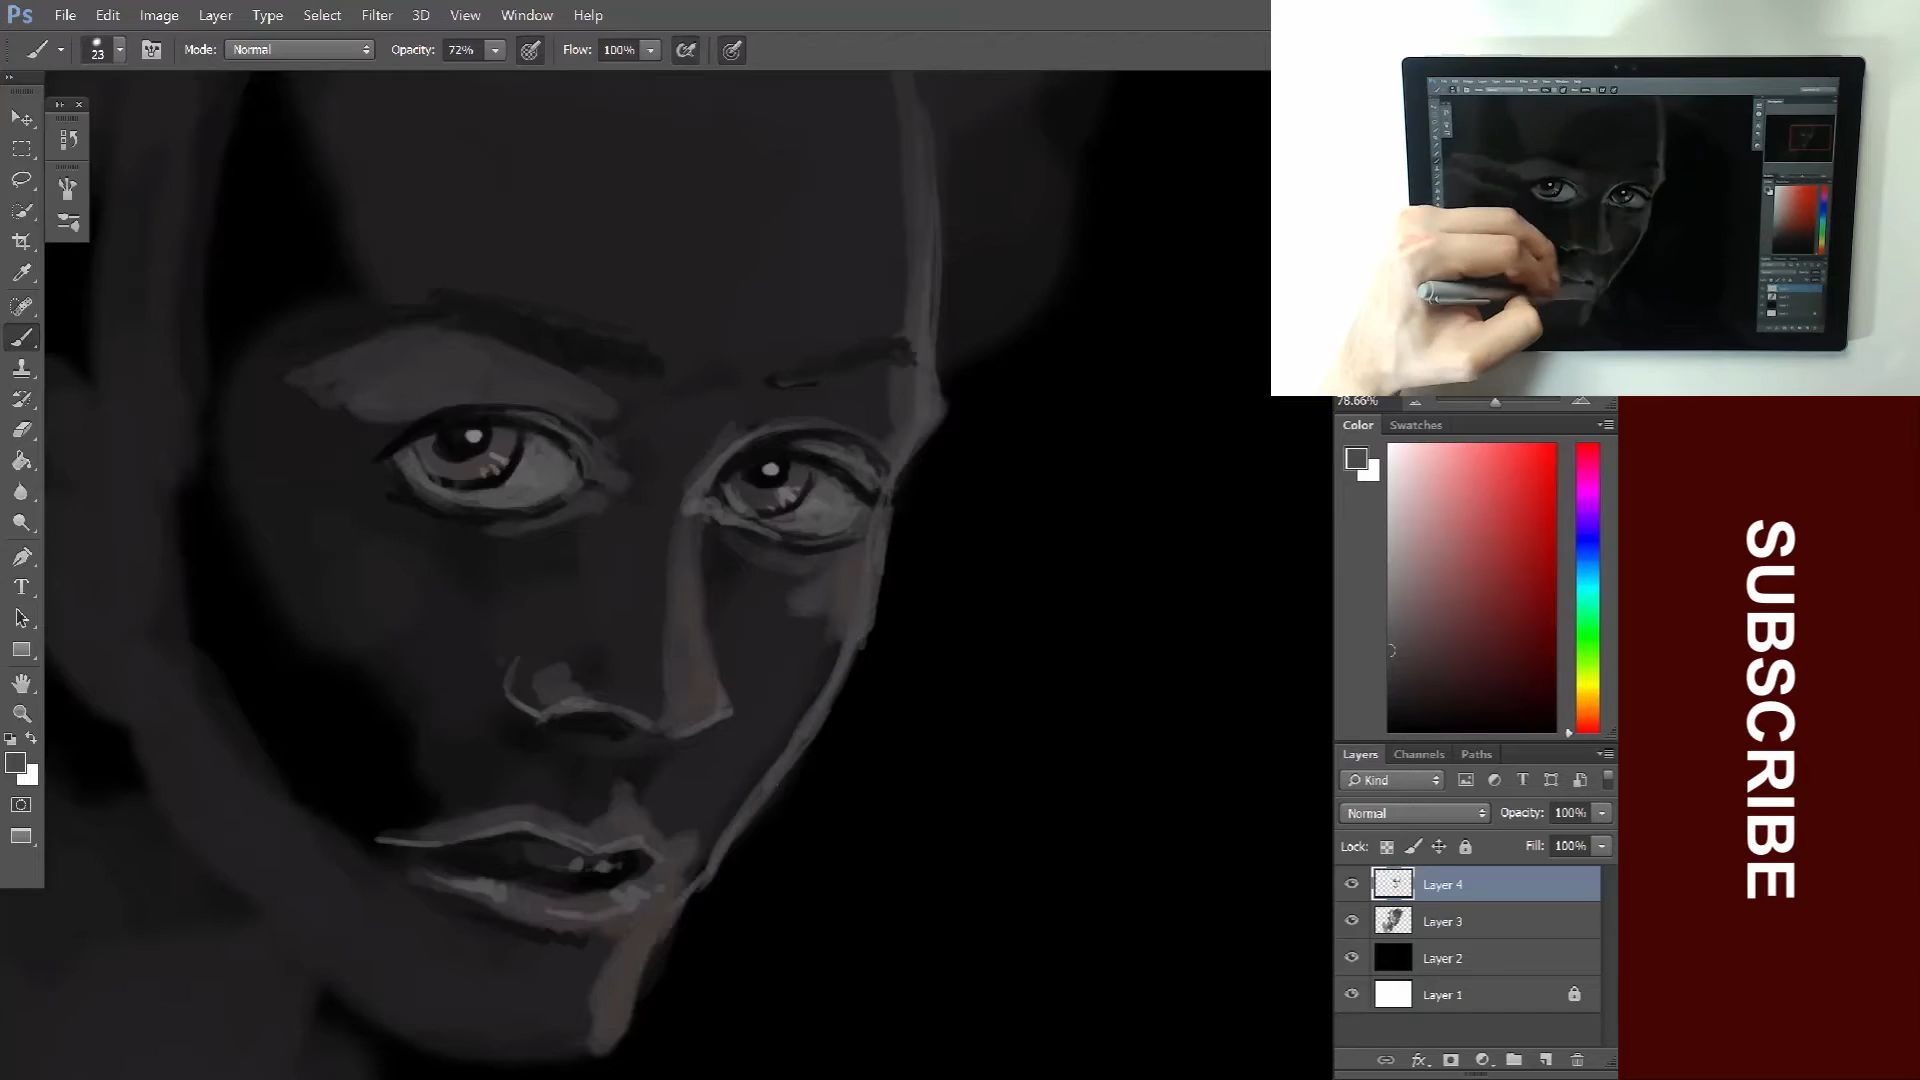 Ps File Edit Image Layer Type Select Filter 3D View Window Help
23 Mode: Normal Opacity: 72% Flow: 100%
78.66%
Color Swatches
Layers Channels Paths
Kind
Normal Opacity: 100%
Lock: Fill: 100%
Layer 4
Layer 3
Layer 2
Layer 1
SUBSCRIBE